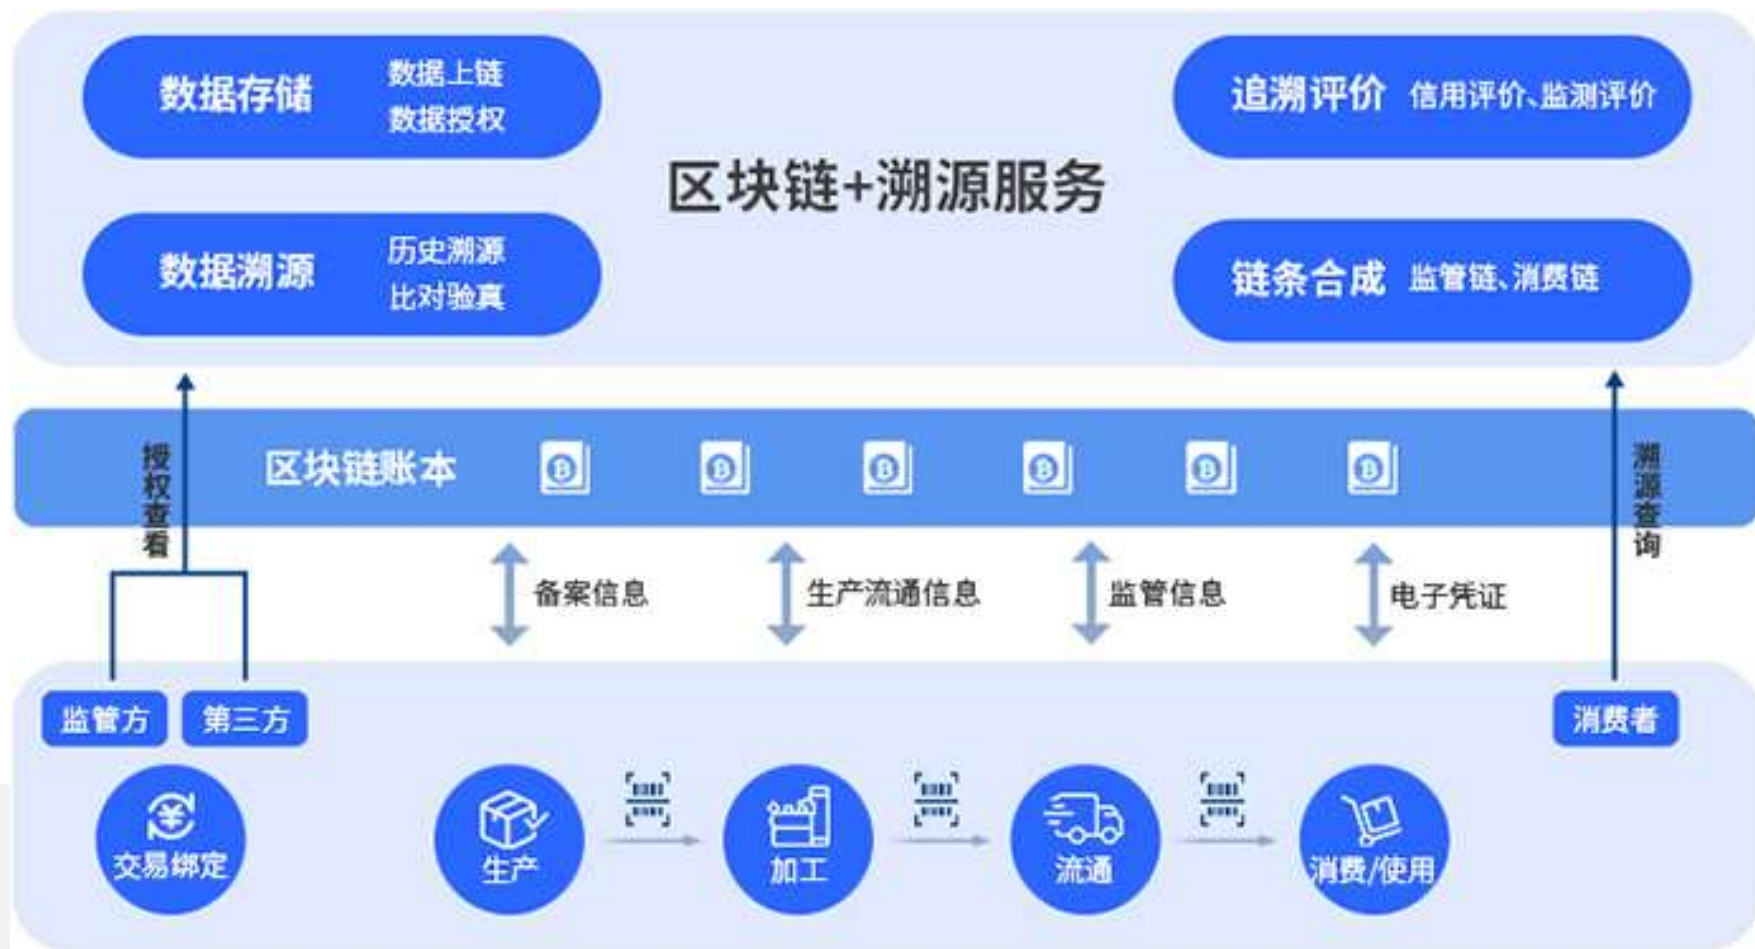 数据存储
数据上链
数据授权
追溯评价
信用评价、监测评价
区块链+溯源服务
数据溯源
历史溯源
比对验真
链条合成
监管链、消费链
授权查看
区块链账本
溯源查询
备案信息
生产流通信息
监管信息
电子凭证
监管方
第三方
消费者
交易绑定
生产
加工
流通
消费/使用